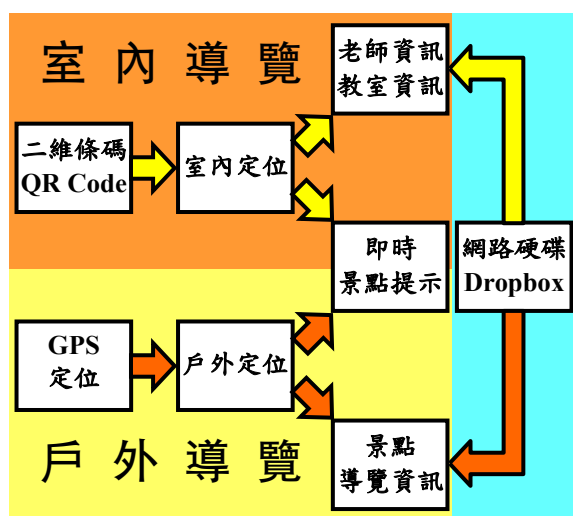 室內導覽
老師資訊
教室資訊
二維條碼
QR Code
室內定位
即時
景點提示
網路硬碟
Dropbox
GPS
定位
戶外定位
戶外導覽
景點
導覽資訊